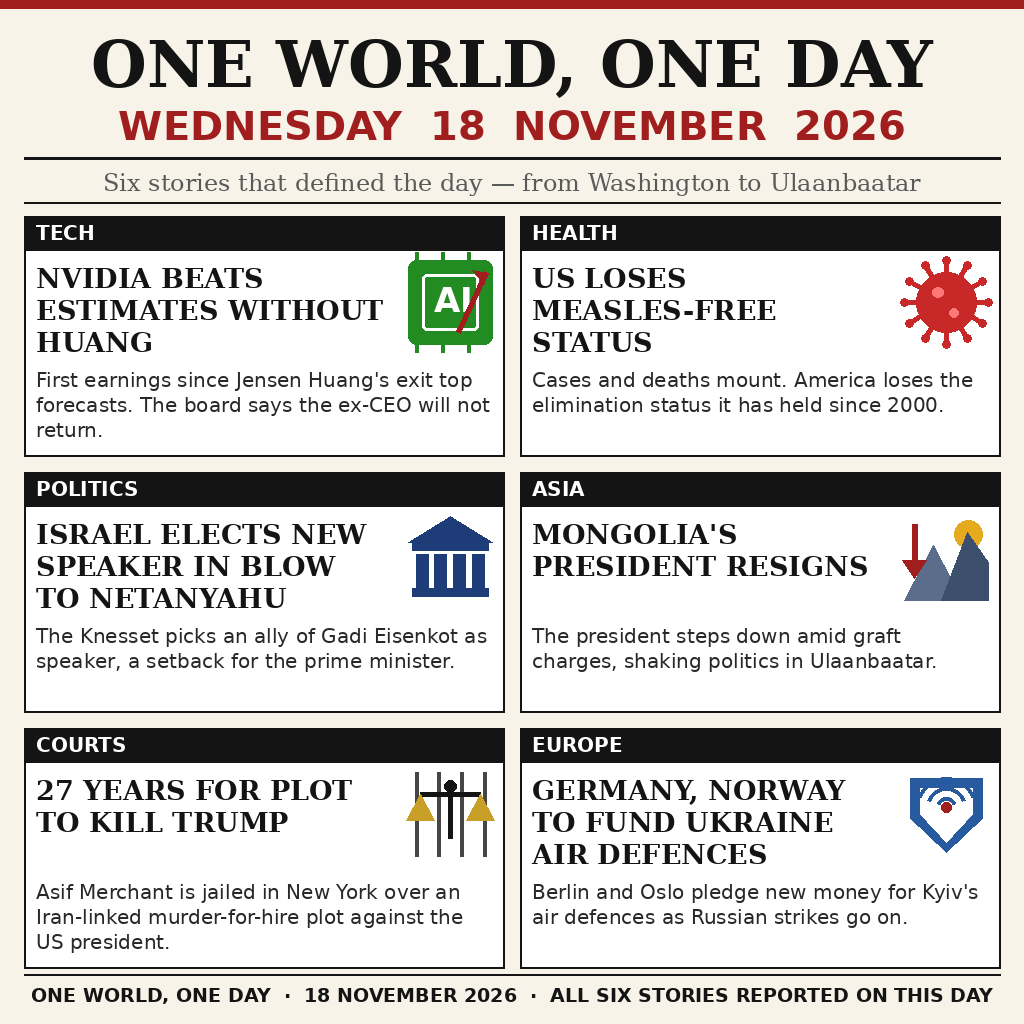 ONE WORLD, ONE DAY
WEDNESDAY 18 NOVEMBER 2026
Six stories that defined the day — from Washington to Ulaanbaatar
TECH
NVIDIA BEATS
ESTIMATES WITHOUT
HUANG
AI
First earnings since Jensen Huang's exit top
forecasts. The board says the ex-CEO will not
return.
HEALTH
US LOSES
MEASLES-FREE
STATUS
Cases and deaths mount. America loses the
elimination status it has held since 2000.
POLITICS
ISRAEL ELECTS NEW
SPEAKER IN BLOW
TO NETANYAHU
The Knesset picks an ally of Gadi Eisenkot as
speaker, a setback for the prime minister.
ASIA
MONGOLIA'S
PRESIDENT RESIGNS
The president steps down amid graft
charges, shaking politics in Ulaanbaatar.
COURTS
27 YEARS FOR PLOT
TO KILL TRUMP
Asif Merchant is jailed in New York over an
Iran-linked murder-for-hire plot against the
US president.
EUROPE
GERMANY, NORWAY
TO FUND UKRAINE
AIR DEFENCES
Berlin and Oslo pledge new money for Kyiv's
air defences as Russian strikes go on.
ONE WORLD, ONE DAY · 18 NOVEMBER 2026 · ALL SIX STORIES REPORTED ON THIS DAY